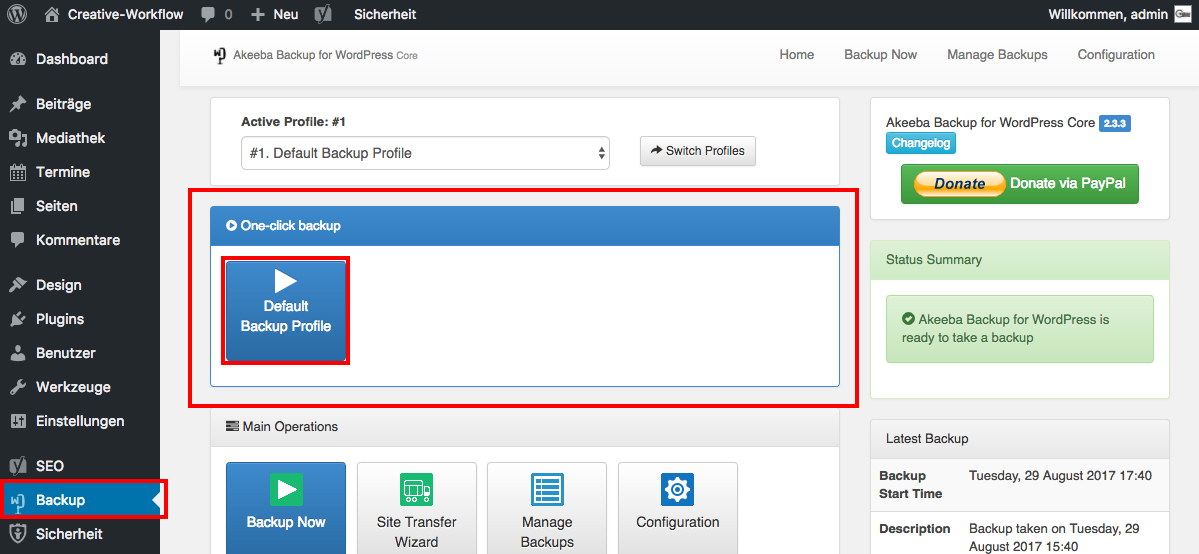 Creative-Workflow 0 Neu Sicherheit Willkommen, admin
Dashboard
Beiträge
Mediathek
Termine
Seiten
Kommentare
Design
Plugins
Benutzer
Werkzeuge
Einstellungen
SEO
Backup
Sicherheit
Akeeba Backup for WordPress Core Home Backup Now Manage Backups Configuration
Active Profile: #1
#1. Default Backup Profile Switch Profiles
One-click backup
Default
Backup Profile
Main Operations
Backup Now
Site Transfer
Wizard
Manage
Backups
Configuration
Akeeba Backup for WordPress Core 2.3.3
Changelog
Donate Donate via PayPal
Status Summary
Akeeba Backup for WordPress is
ready to take a backup
Latest Backup
Backup
Start Time
Tuesday, 29 August 2017 17:40
Description
Backup taken on Tuesday, 29
August 2017 15:40